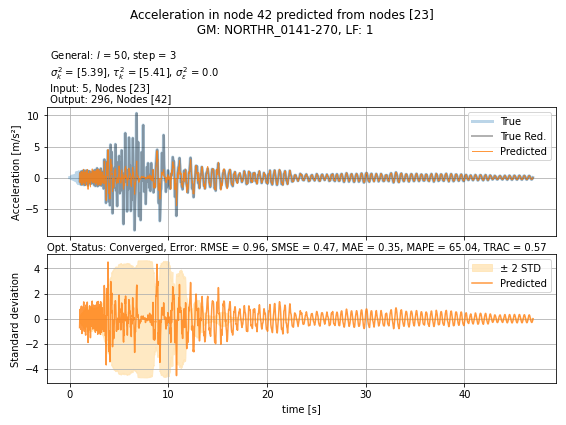 Acceleration in node 42 predicted from nodes [23]
GM: NORTHR_0141-270, LF: 1
General: l = 50, step = 3
σ²ₖ = [5.39], τ²ₖ = [5.41], σ²ε = 0.0
Input: 5, Nodes [23]
Output: 296, Nodes [42]
10
5
0
−5
Acceleration [m/s²]
True
True Red.
Predicted
Opt. Status: Converged, Error: RMSE = 0.96, SMSE = 0.47, MAE = 0.35, MAPE = 65.04, TRAC = 0.57
4
2
0
−2
−4
Standard deviation
± 2 STD
Predicted
0 10 20 30 40
time [s]